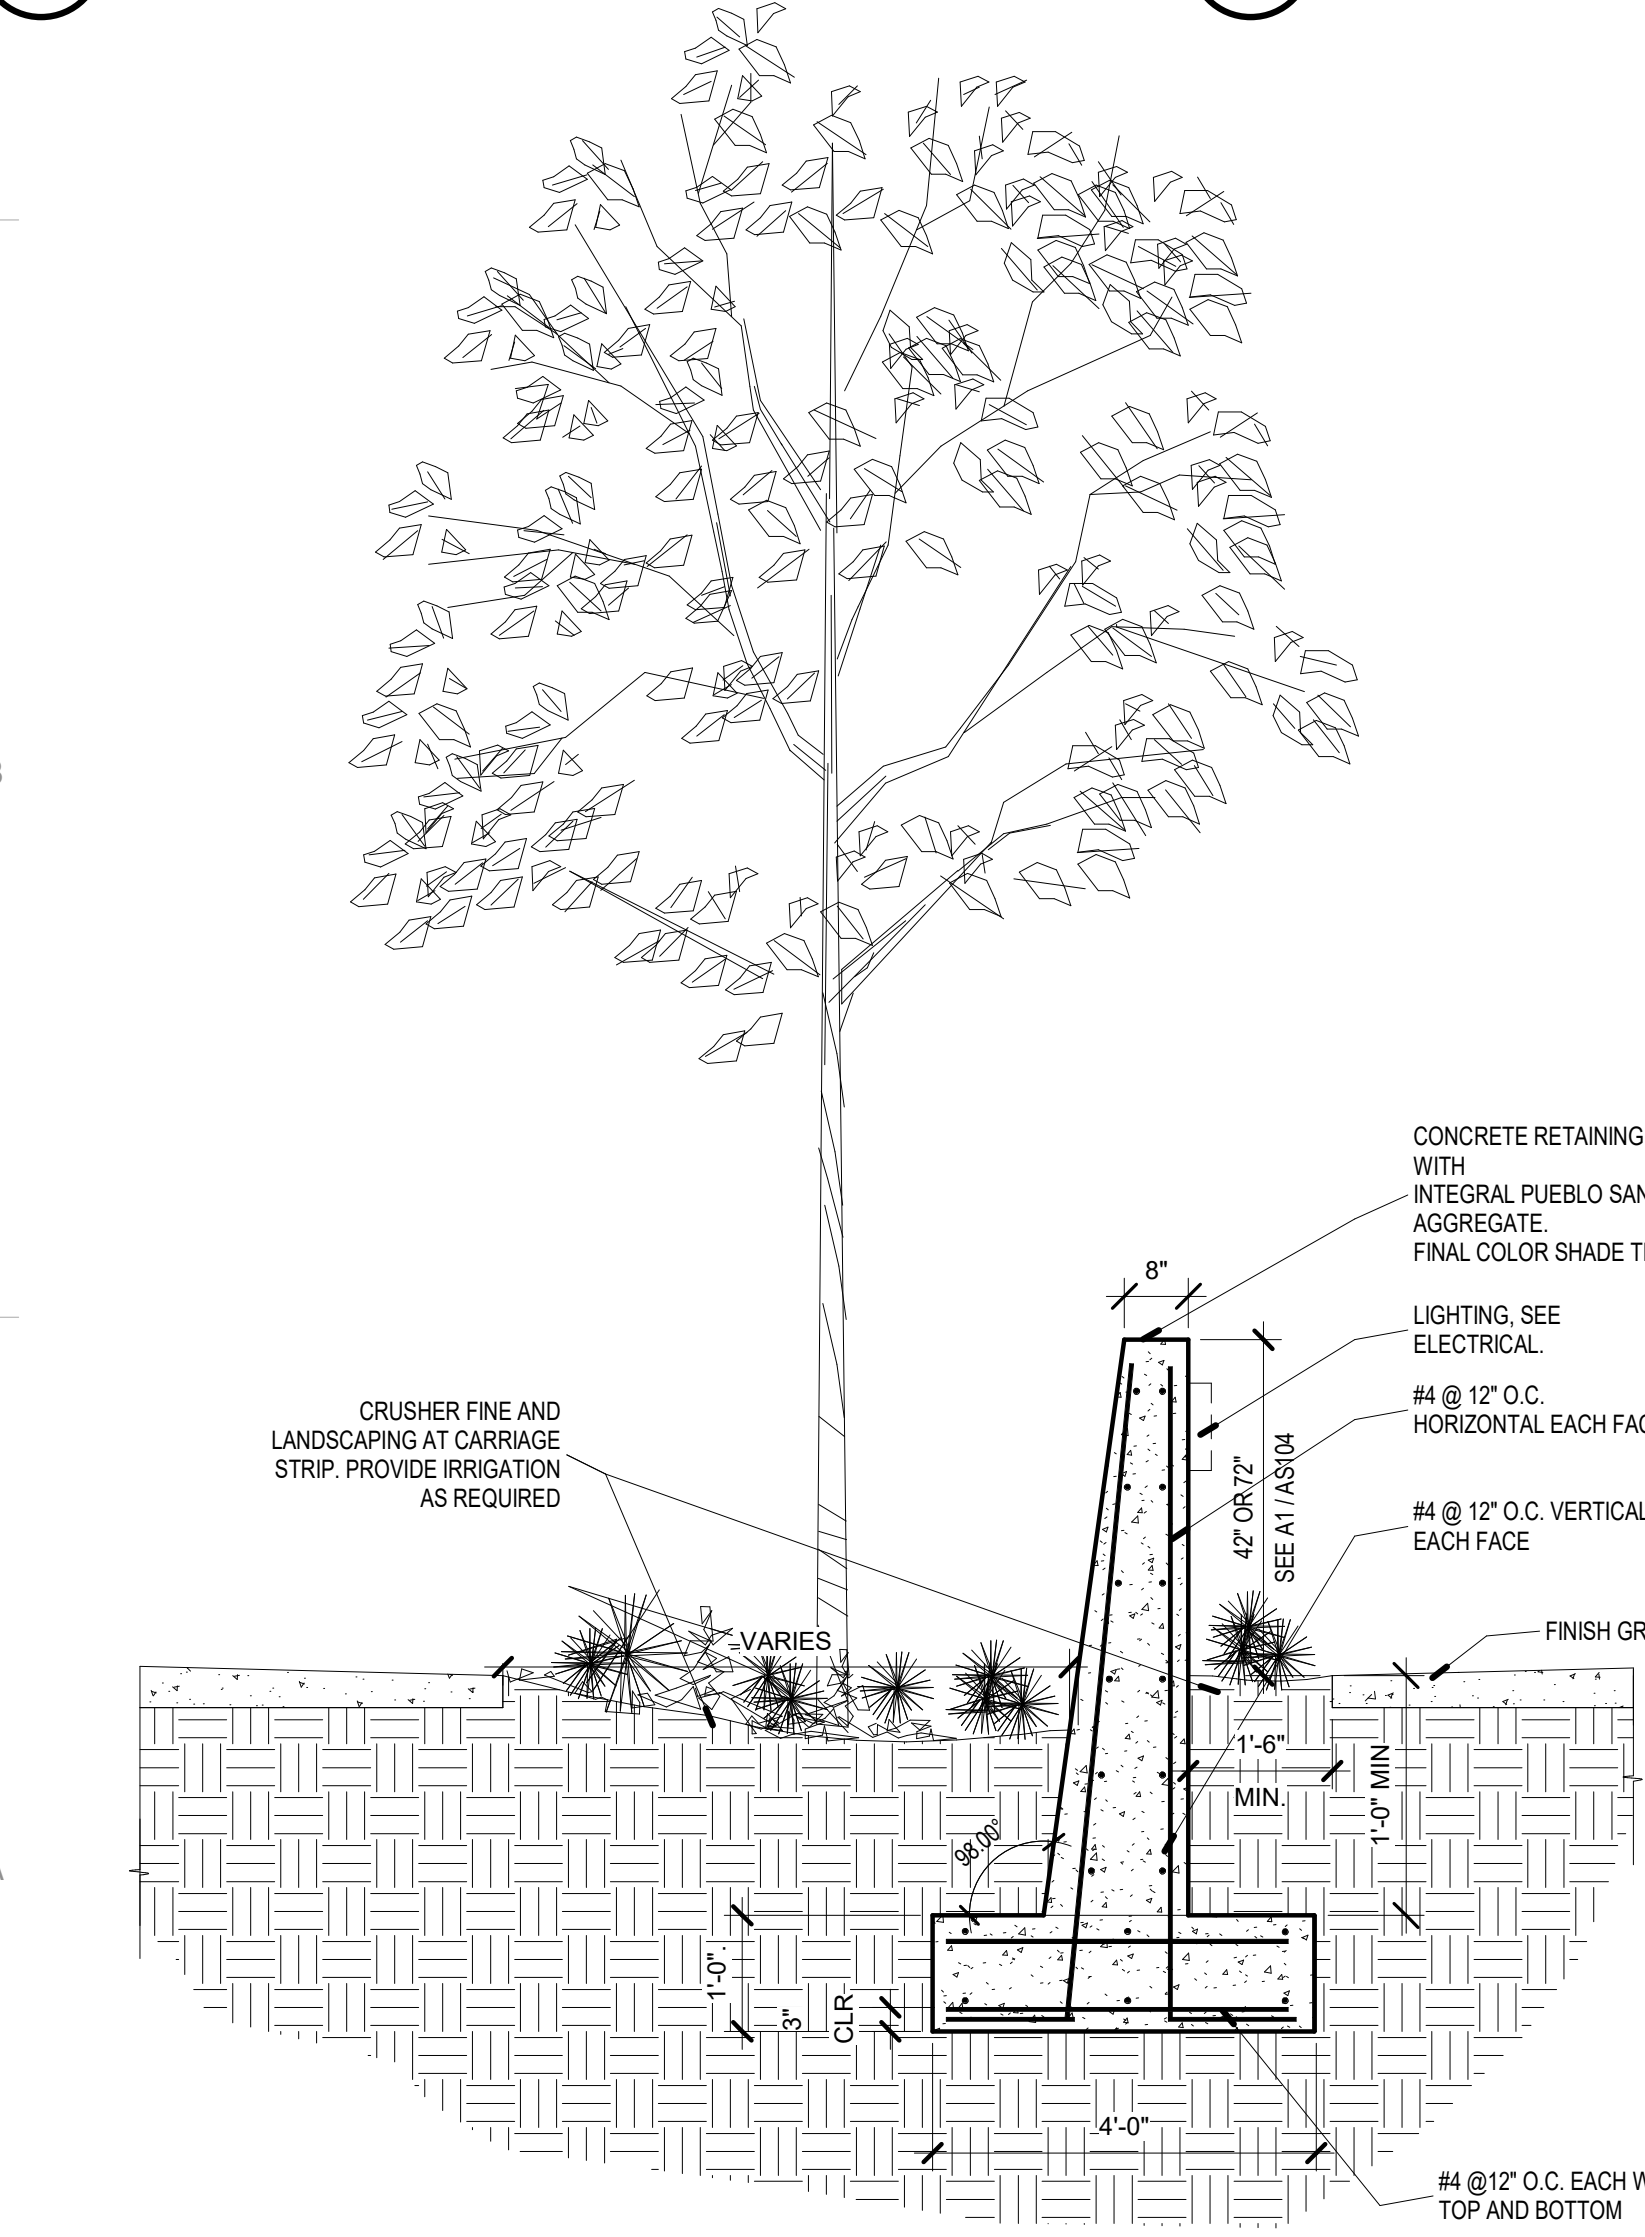 CONCRETE RETAINING
WITH
INTEGRAL PUEBLO
AGGREGATE.
FINAL COLOR SHADE
8"
LIGHTING, SEE
ELECTRICAL.
#4 @ 12" O.C.
HORIZONTAL EACH
42" OR 72"
SEE A1 / AS104
#4 @ 12" O.C. VERTICAL
EACH FACE
CRUSHER FINE AND
LANDSCAPING AT CARRIAGE
STRIP. PROVIDE IRRIGATION
AS REQUIRED
VARIES
FINISH
1'-6"
MIN.
1'-0" MIN
98.00°
1'-0".
3"
CLR
4'-0"
#4 @12" O.C. EACH
TOP AND BOTTOM